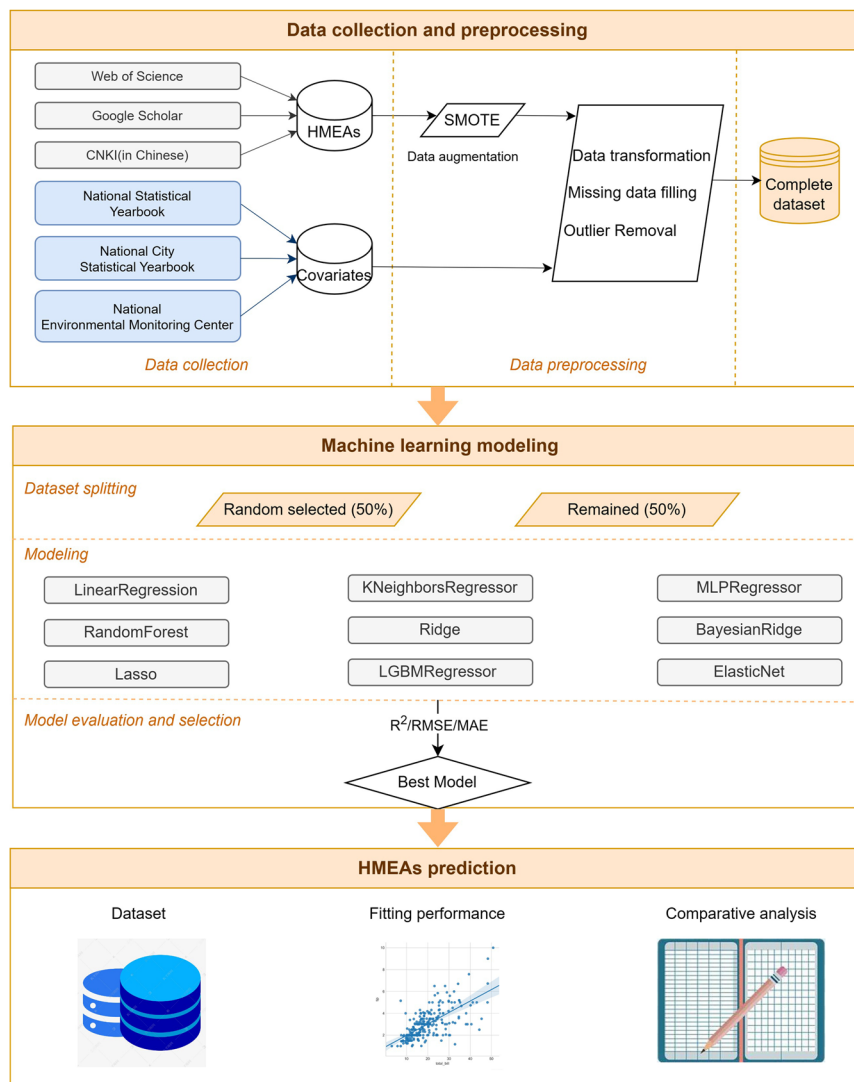 Data collection and preprocessing
Web of Science
Google Scholar
CNKI(in Chinese)
HMEAs
SMOTE
Data augmentation
Data transformation
Missing data filling
Outlier Removal
Complete
dataset
National Statistical
Yearbook
National City
Statistical Yearbook
National
Environmental Monitoring Center
Covariates
Data collection
Data preprocessing
Machine learning modeling
Dataset splitting
Random selected (50%)
Remained (50%)
Modeling
LinearRegression
KNeighborsRegressor
MLPRegressor
RandomForest
Ridge
BayesianRidge
Lasso
LGBMRegressor
ElasticNet
Model evaluation and selection
R²/RMSE/MAE
Best Model
HMEAs prediction
Dataset
Fitting performance
Comparative analysis